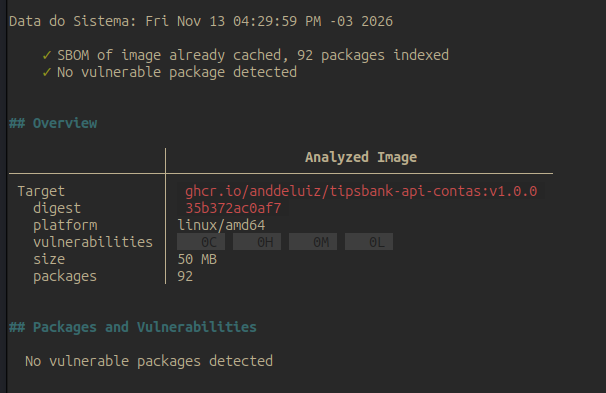 Data do Sistema: Fri Nov 13 04:29:59 PM -03 2026
✓ SBOM of image already cached, 92 packages indexed
✓ No vulnerable package detected
## Overview
Analyzed Image
Target ghcr.io/anddeluiz/tipsbank-api-contas:v1.0.0
digest 35b372ac0af7
platform linux/amd64
vulnerabilities 0C 0H 0M 0L
size 50 MB
packages 92
## Packages and Vulnerabilities
No vulnerable packages detected